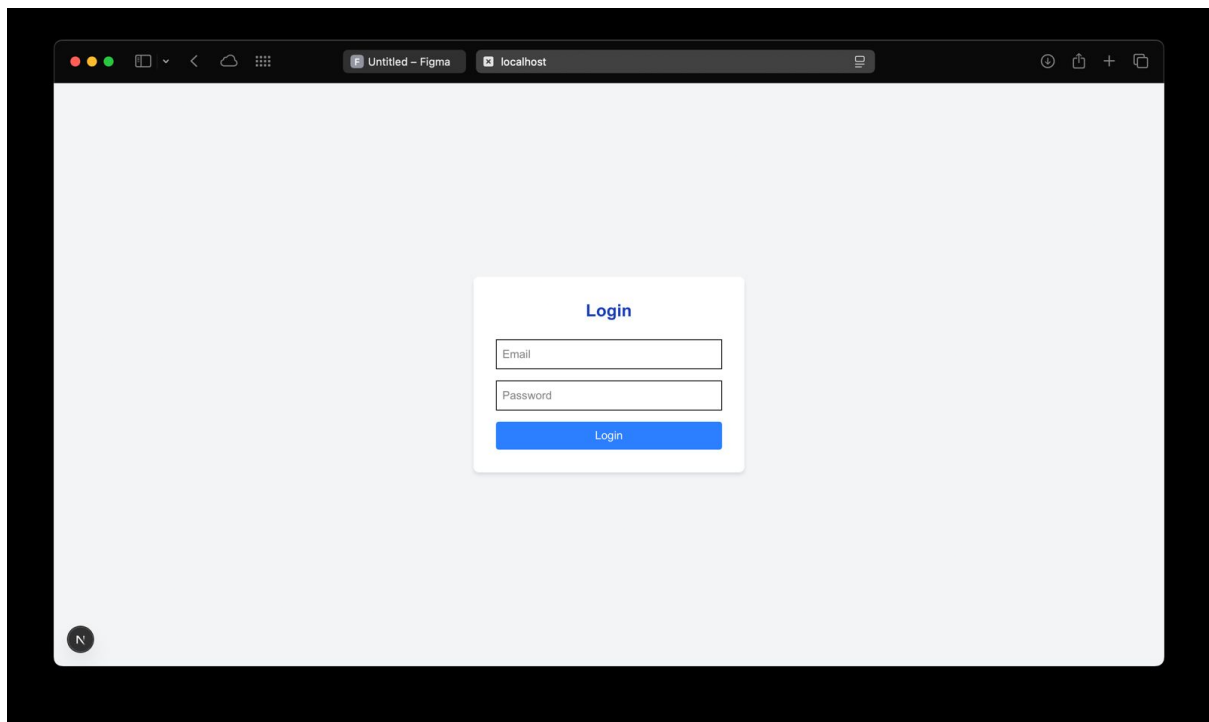 F Untitled – Figma
localhost
Login
Email
Password
Login
N